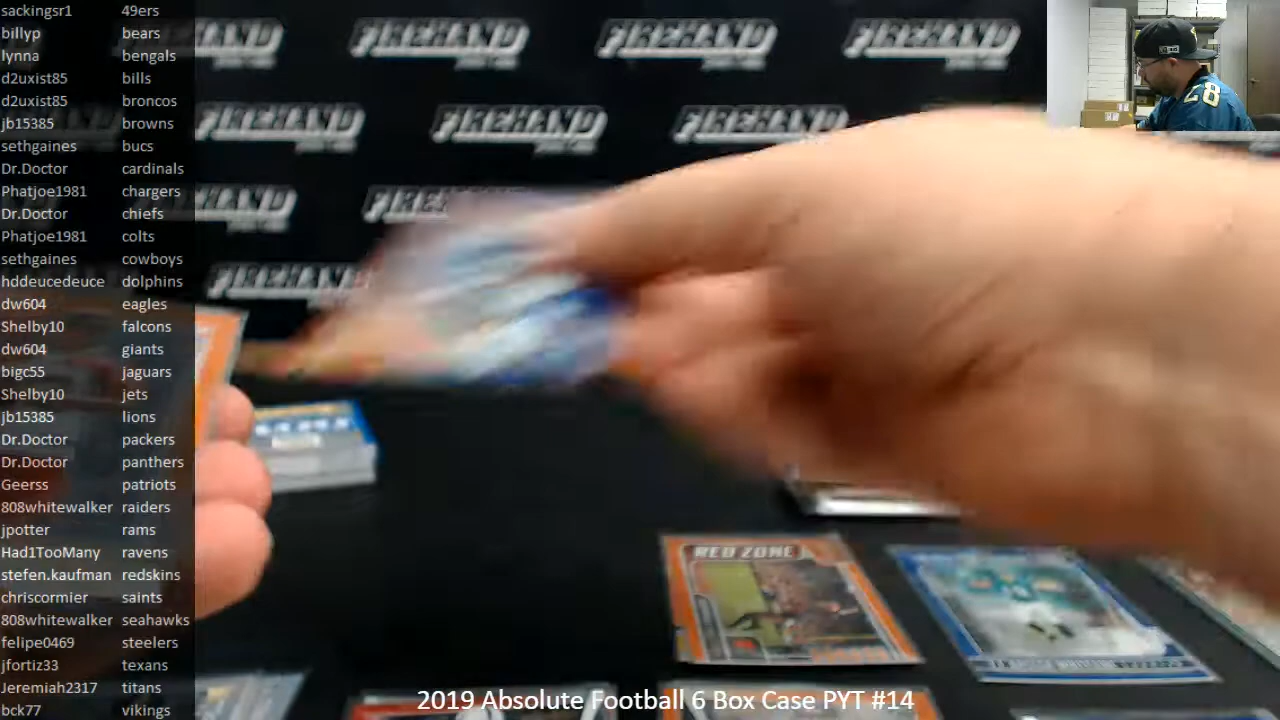 sackingsr1 49ers
billyp bears
lynna bengals
d2uxist85 bills
d2uxist85 broncos
jb15385 browns
sethgaines bucs
Dr.Doctor cardinals
Phatjoe1981 chargers
Dr.Doctor chiefs
Phatjoe1981 colts
sethgaines cowboys
hddeucedeuce dolphins
dw604 eagles
Shelby10 falcons
dw604 giants
bigc55 jaguars
Shelby10 jets
jb15385 lions
Dr.Doctor packers
Dr.Doctor panthers
Geerss patriots
808whitewalker raiders
jpotter rams
Had1TooMany ravens
stefen.kaufman redskins
chriscormier saints
808whitewalker seahawks
felipe0469 steelers
jfortiz33 texans
Jeremiah2317 titans
bck77 vikings
FIREHAND FIREHAND FIREHAND
FIREHAND FIREHAND FIREHAND
FIREHAND
FIREHAND
28
RED ZONE
2019 Absolute Football 6 Box Case PYT #14